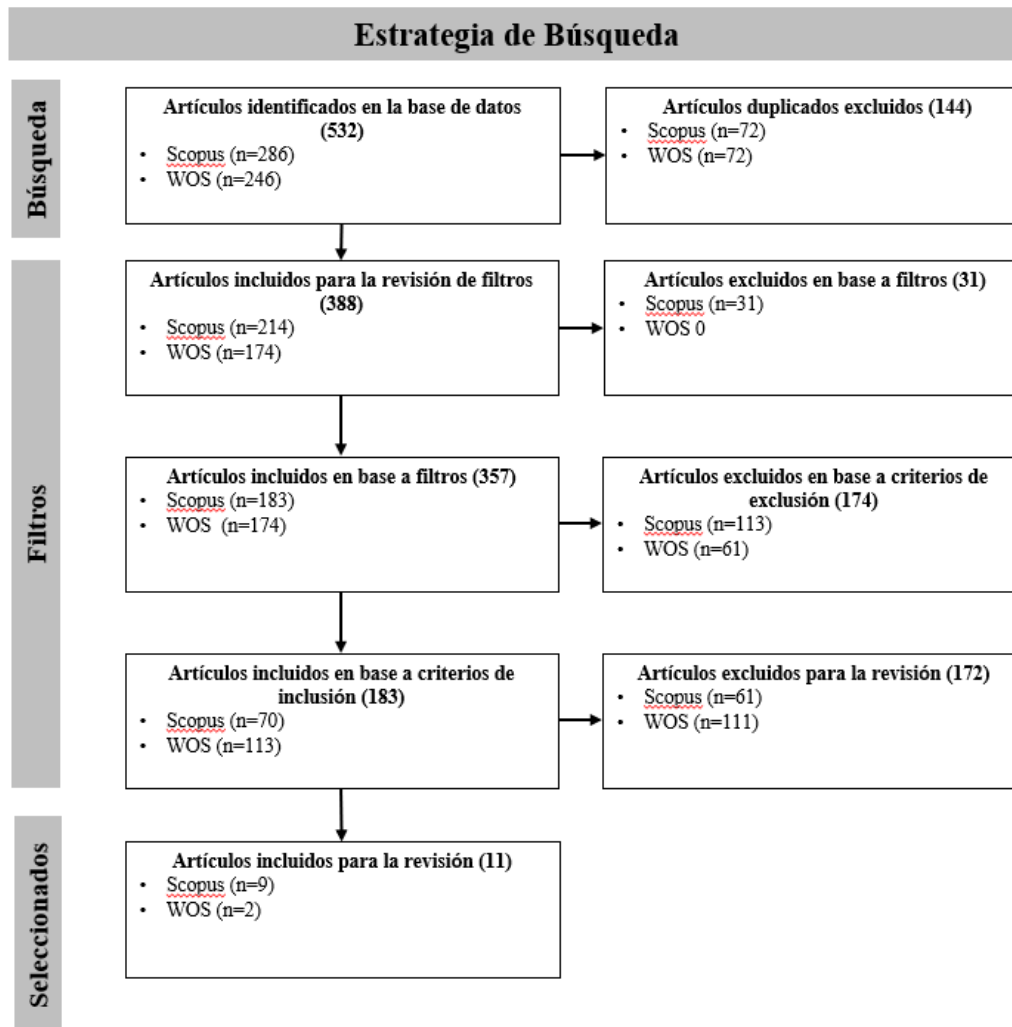 Estrategia de Búsqueda
Búsqueda
Artículos identificados en la base de datos
(532)
• Scopus (n=286)
• WOS (n=246)
Artículos duplicados excluidos (144)
• Scopus (n=72)
• WOS (n=72)
Filtros
Artículos incluidos para la revisión de filtros
(388)
• Scopus (n=214)
• WOS (n=174)
Artículos excluidos en base a filtros (31)
• Scopus (n=31)
• WOS 0
Artículos incluidos en base a filtros (357)
• Scopus (n=183)
• WOS (n=174)
Artículos excluidos en base a criterios de
exclusión (174)
• Scopus (n=113)
• WOS (n=61)
Artículos incluidos en base a criterios de
inclusión (183)
• Scopus (n=70)
• WOS (n=113)
Artículos excluidos para la revisión (172)
• Scopus (n=61)
• WOS (n=111)
Seleccionados
Artículos incluidos para la revisión (11)
• Scopus (n=9)
• WOS (n=2)